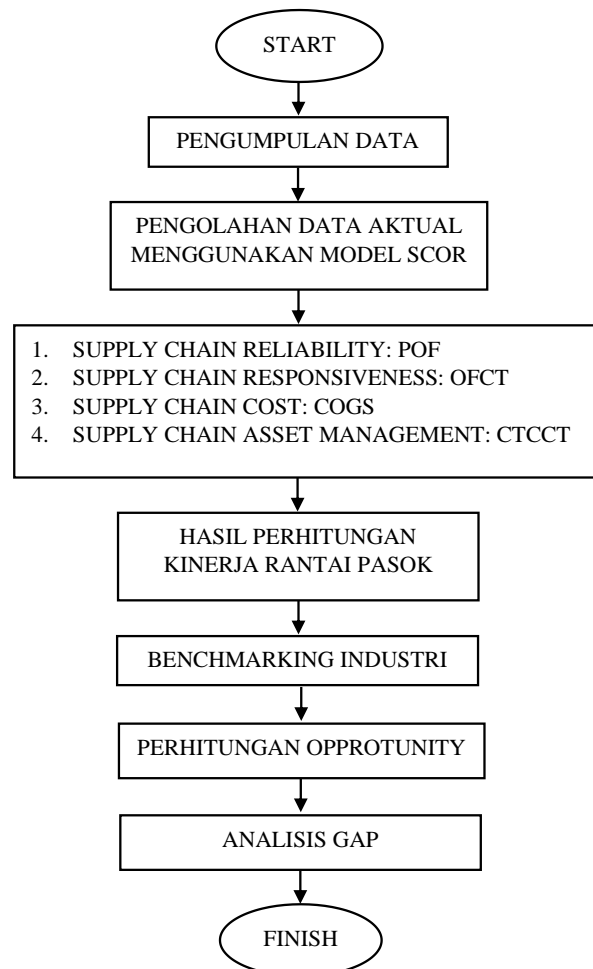 START
PENGUMPULAN DATA
PENGOLAHAN DATA AKTUAL
MENGGUNAKAN MODEL SCOR
1. SUPPLY CHAIN RELIABILITY: POF
2. SUPPLY CHAIN RESPONSIVENESS: OFCT
3. SUPPLY CHAIN COST: COGS
4. SUPPLY CHAIN ASSET MANAGEMENT: CTCCT
HASIL PERHITUNGAN
KINERJA RANTAI PASOK
BENCHMARKING INDUSTRI
PERHITUNGAN OPPROTUNITY
ANALISIS GAP
FINISH